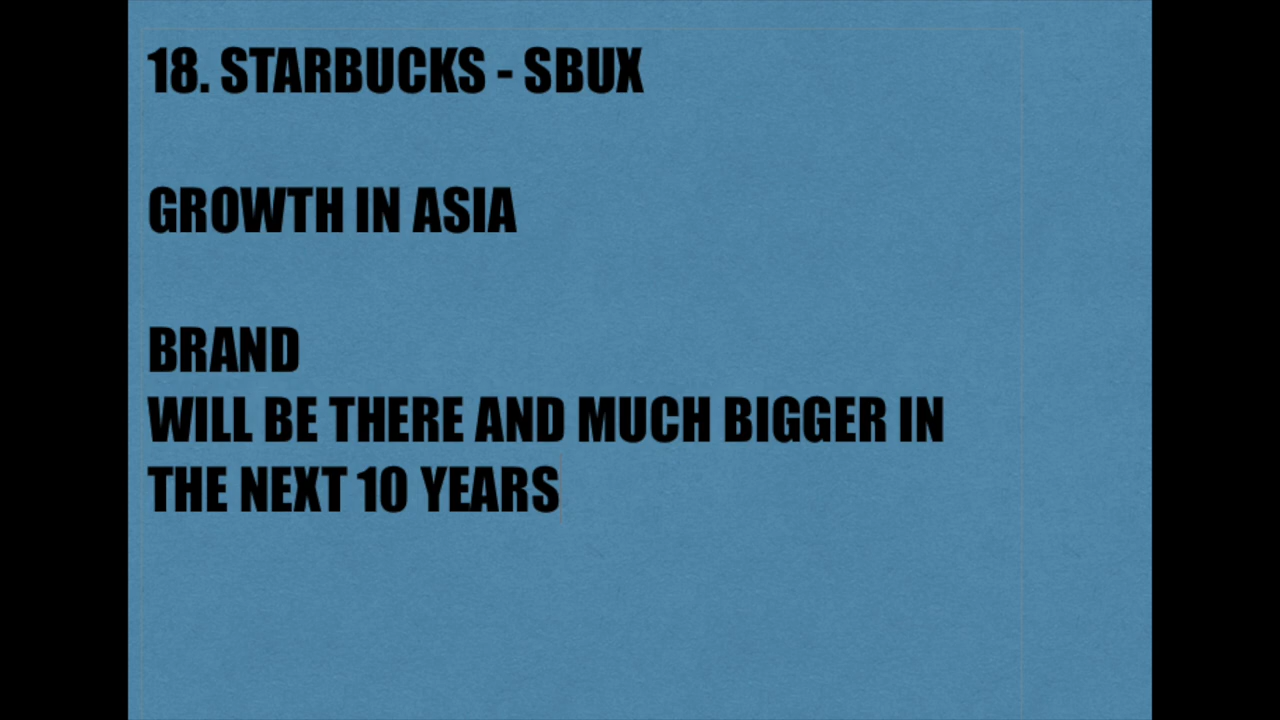 18. STARBUCKS - SBUX
GROWTH IN ASIA
BRAND
WILL BE THERE AND MUCH BIGGER IN
THE NEXT 10 YEARS